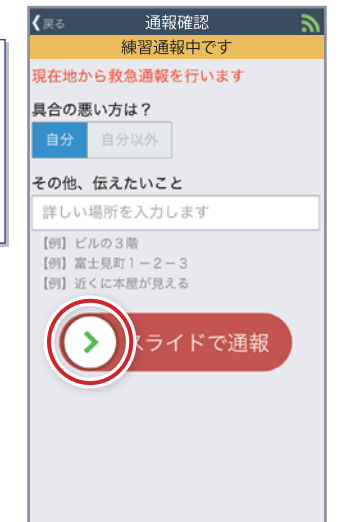 戻る
通報確認
練習通報中です
現在地から救急通報を行います
具合の悪い方は？
自分 自分以外
その他、伝えたいこと
詳しい場所を入力します
【例】ビルの３階
【例】富士見町１－２－３
【例】近くに本屋が見える
スライドで通報